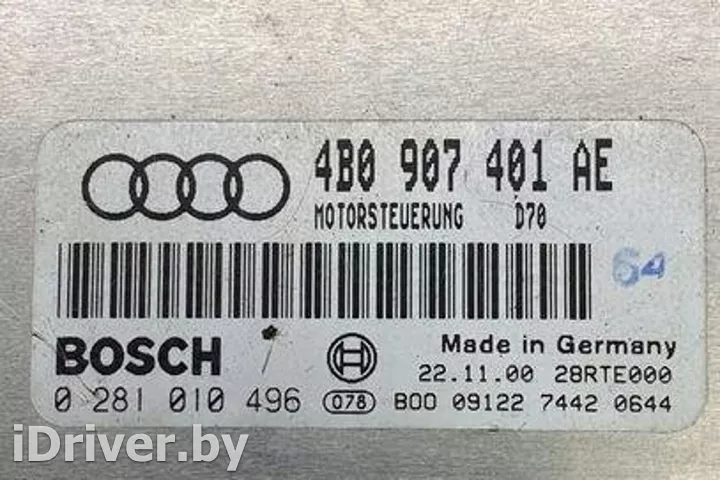 4B0 907 401 AE
MOTORSTEUERUNG D70
64
BOSCH
Made in Germany
22.11.00 28RTE000
0 281 010 496 078 B00 09122 7442 0644
iDriver.by